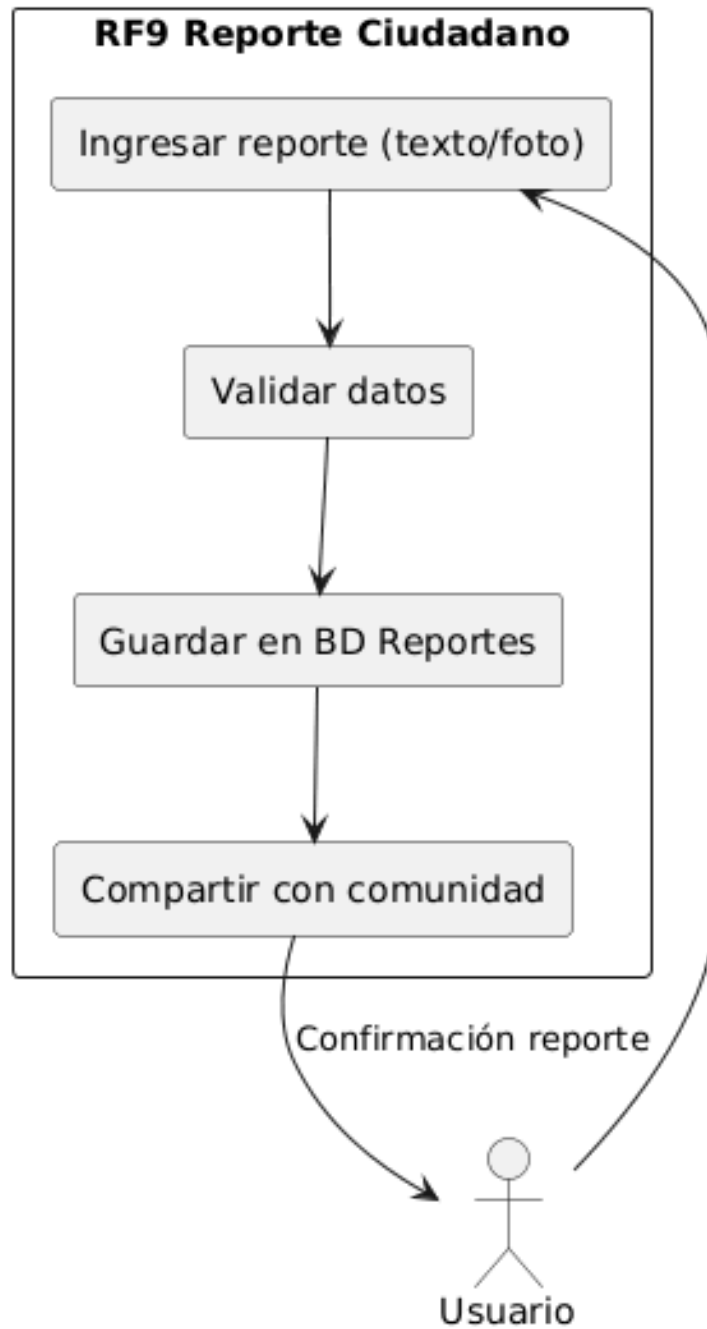 RF9 Reporte Ciudadano
Ingresar reporte (texto/foto)
Validar datos
Guardar en BD Reportes
Compartir con comunidad
Confirmación reporte
Usuario